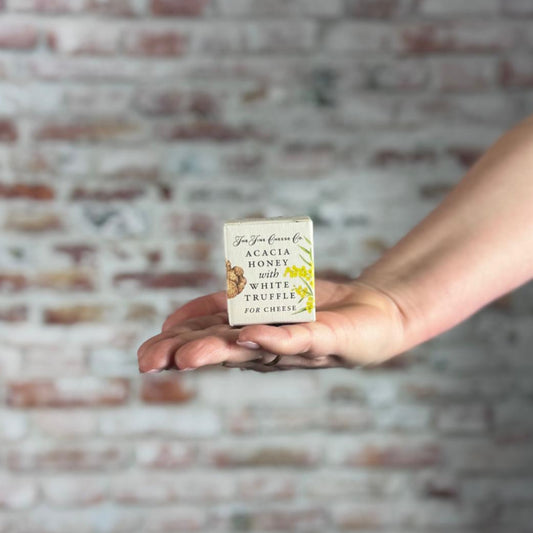 The Fine Cheese Co.
ACACIA
HONEY
with
WHITE
TRUFFLE
FOR CHEESE